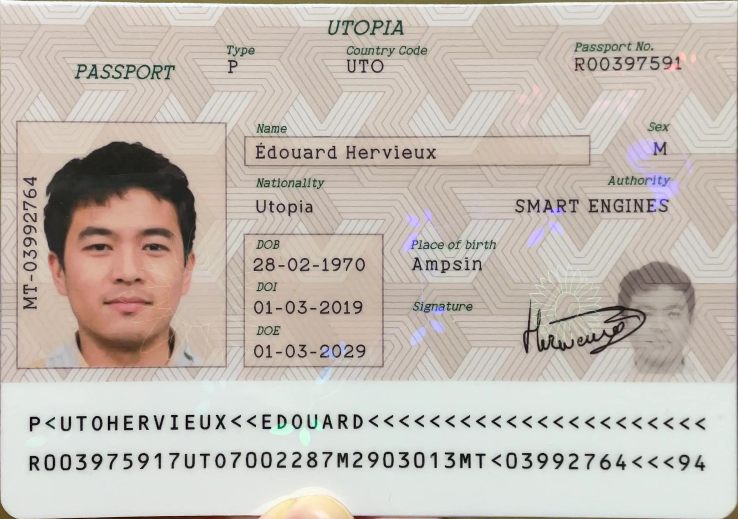 UTOPIA
PASSPORT
Type
P
Country Code
UTO
Passport No.
R00397591
Name
Édouard Hervieux
Sex
M
Nationality
Utopia
Authority
SMART ENGINES
MT-03992764
DOB
28-02-1970
Place of birth
Ampsin
DOI
01-03-2019
Signature
DOE
01-03-2029
P<UTOHERVIEUX<<EDOUARD<<<<<<<<<<<<<<<<<<<<<<
R003975917UTO7002287M2903013MT<03992764<<<94